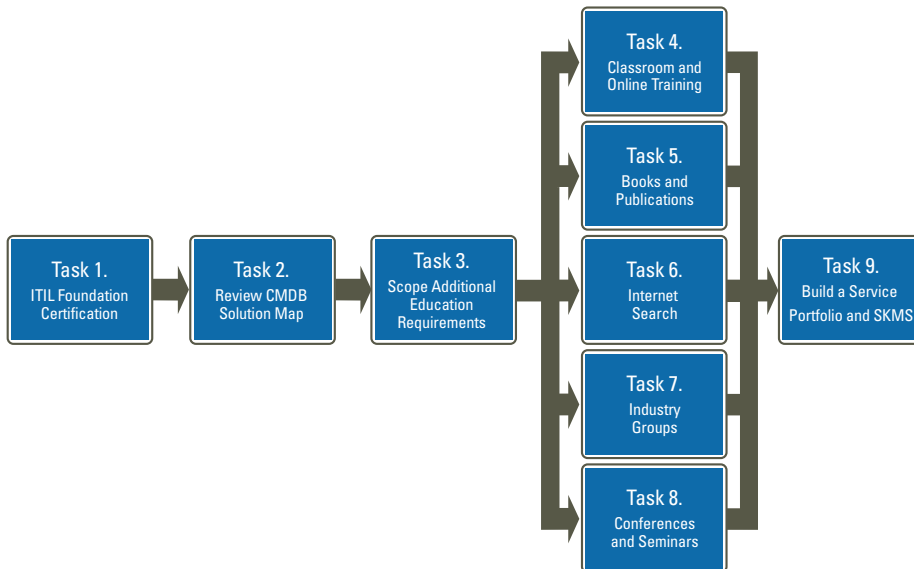 Task 1.
ITIL Foundation
Certification
Task 2.
Review CMDB
Solution Map
Task 3.
Scope Additional
Education
Requirements
Task 4.
Classroom and
Online Training
Task 5.
Books and
Publications
Task 6.
Internet
Search
Task 7.
Industry
Groups
Task 8.
Conferences
and Seminars
Task 9.
Build a Service
Portfolio and SKMS